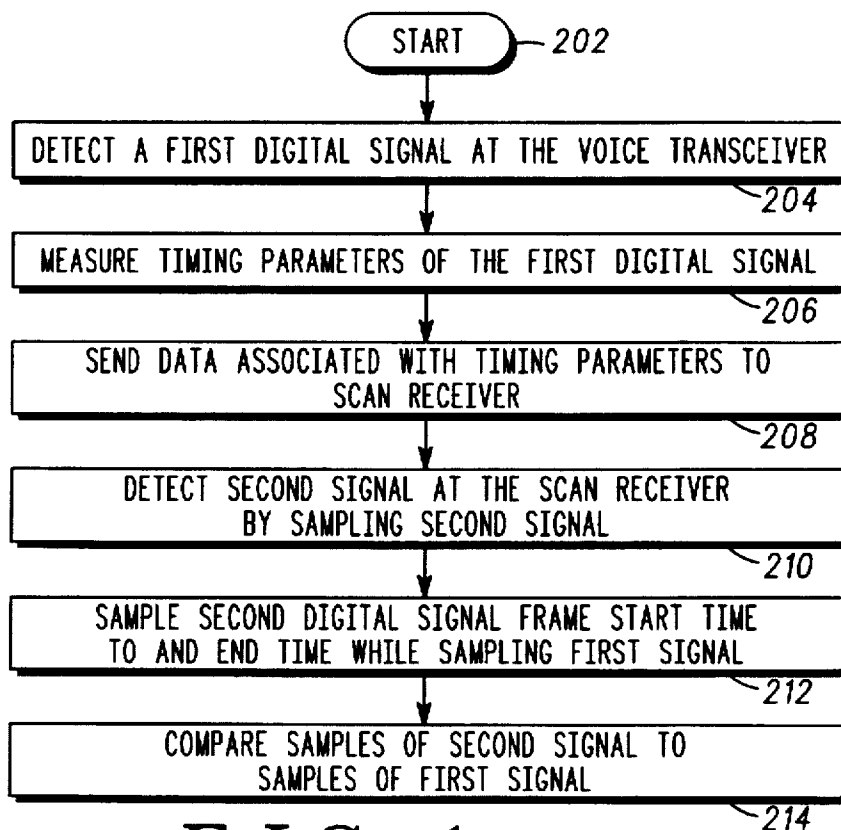 START
202
DETECT A FIRST DIGITAL SIGNAL AT THE VOICE TRANSCEIVER
204
MEASURE TIMING PARAMETERS OF THE FIRST DIGITAL SIGNAL
206
SEND DATA ASSOCIATED WITH TIMING PARAMETERS TO
SCAN RECEIVER
208
DETECT SECOND SIGNAL AT THE SCAN RECEIVER
BY SAMPLING SECOND SIGNAL
210
SAMPLE SECOND DIGITAL SIGNAL FRAME START TIME
TO AND END TIME WHILE SAMPLING FIRST SIGNAL
212
COMPARE SAMPLES OF SECOND SIGNAL TO
SAMPLES OF FIRST SIGNAL
214